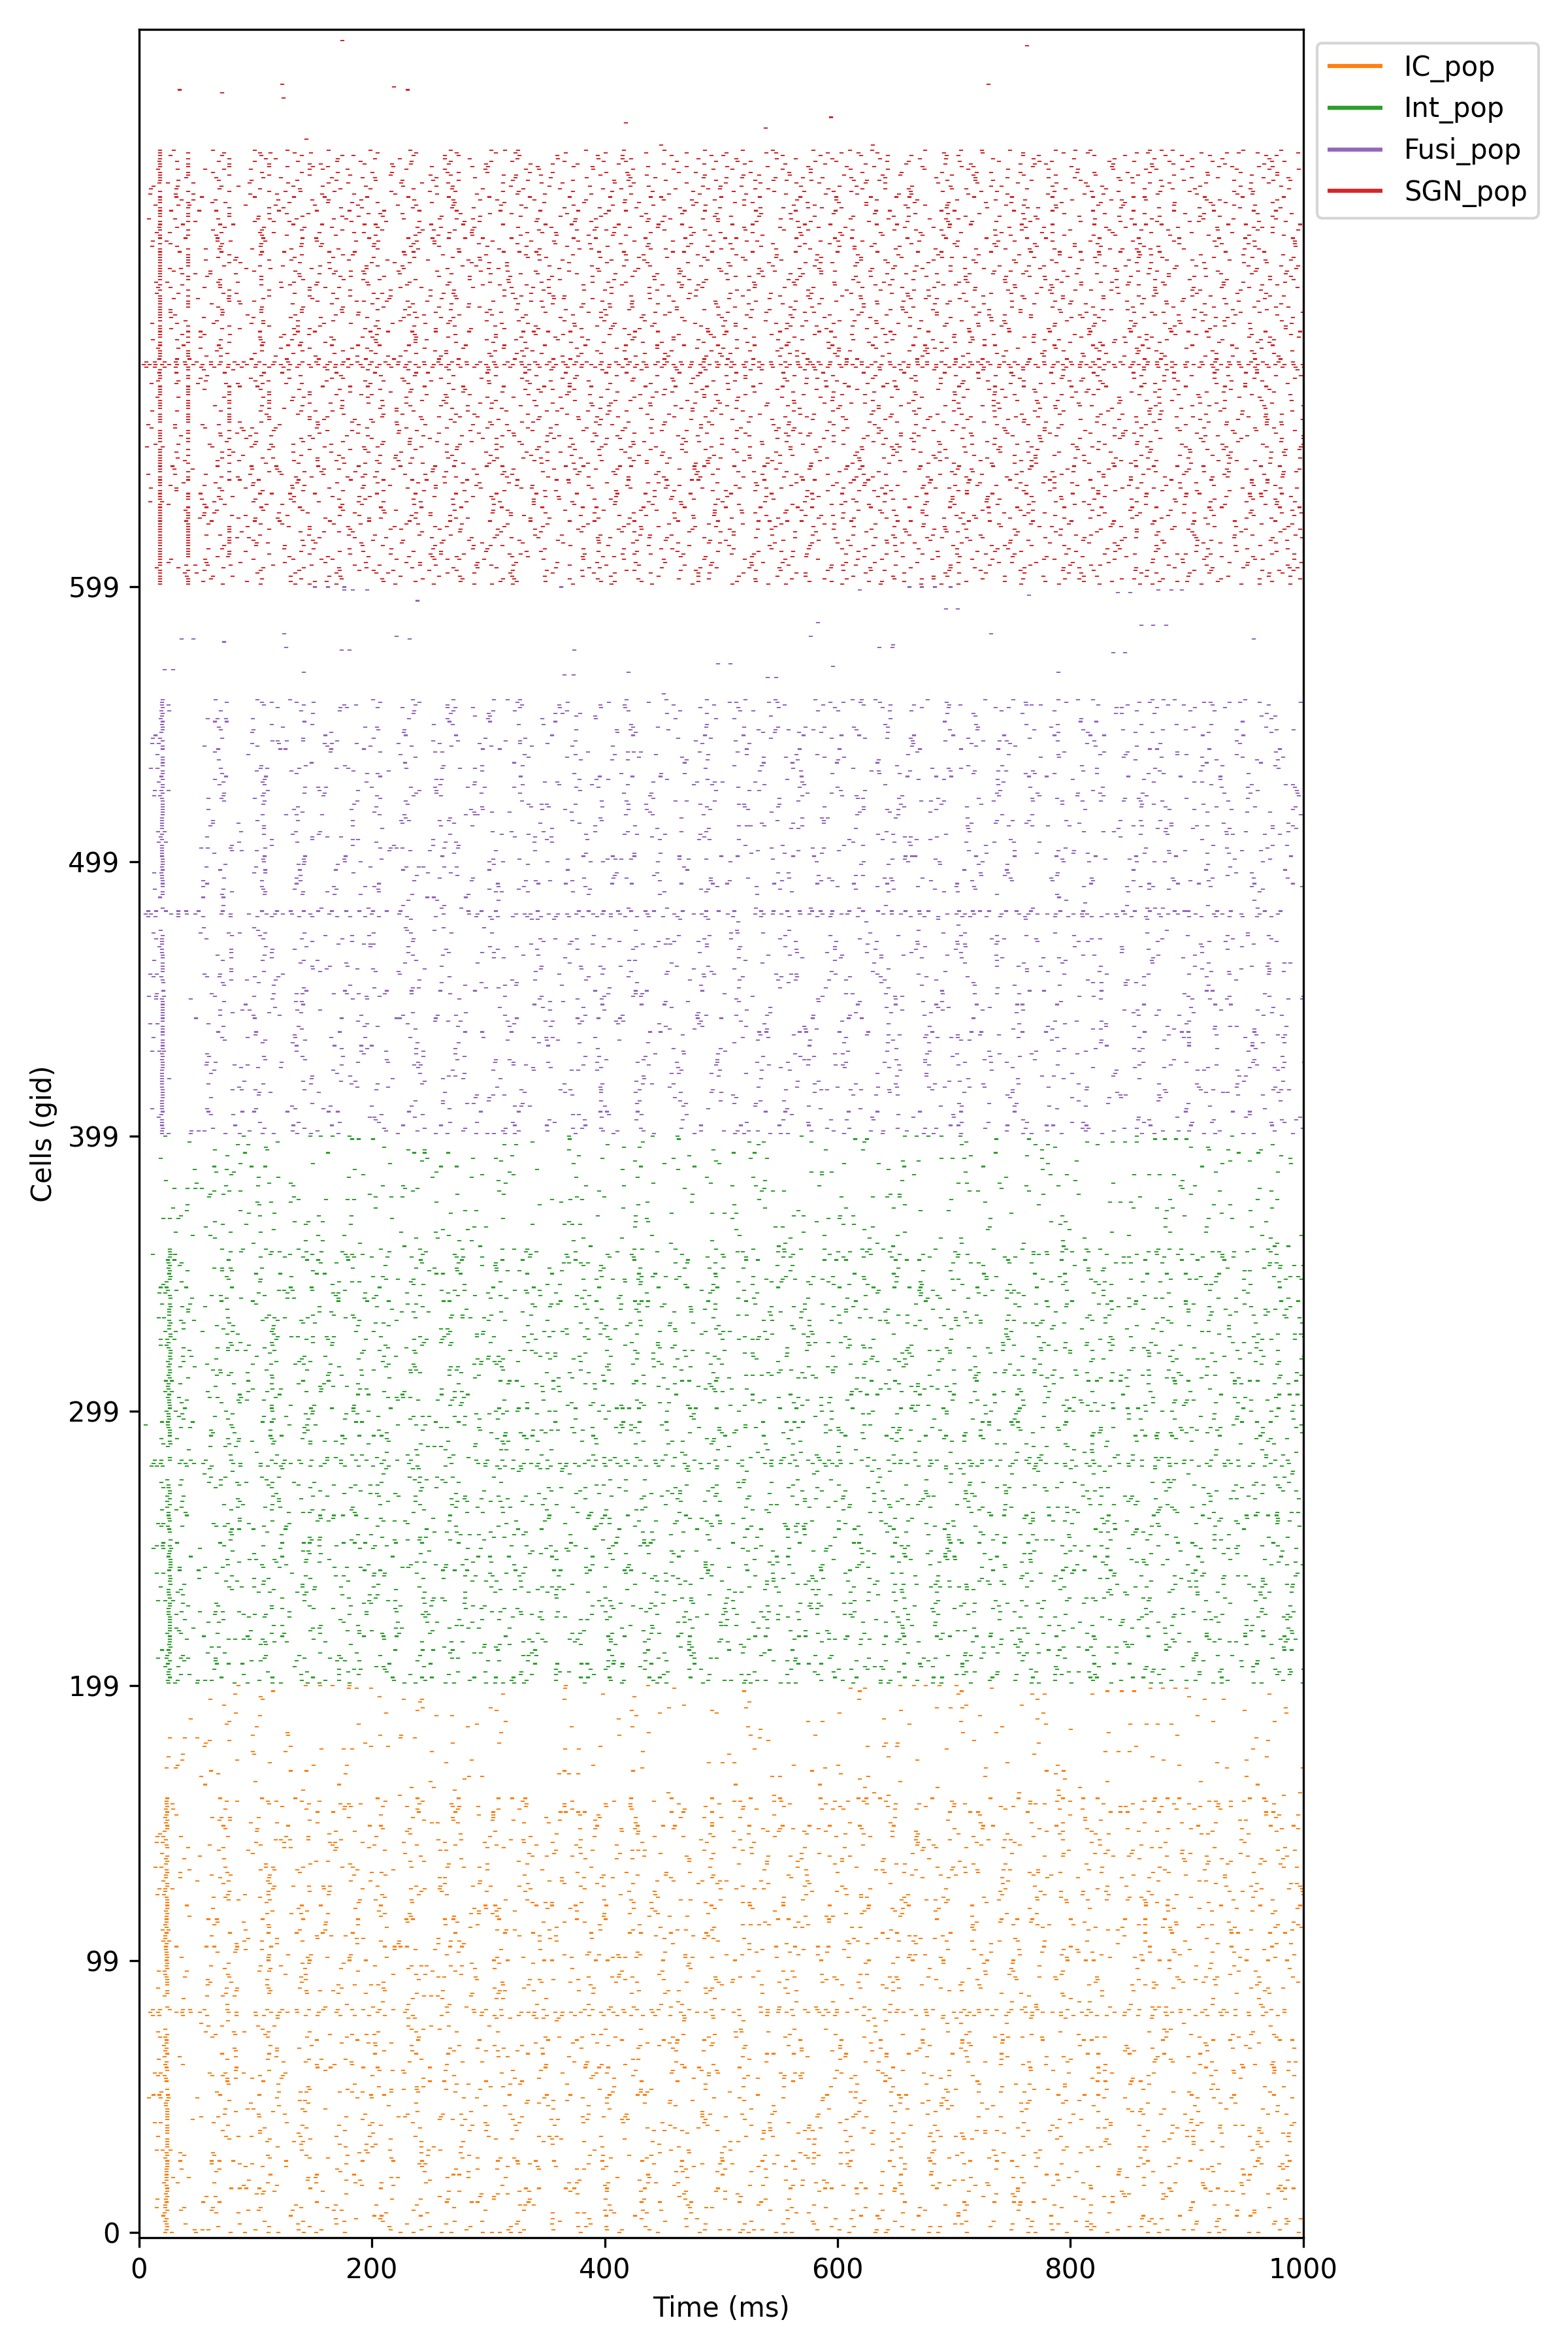 IC_pop
Int_pop
Fusi_pop
SGN_pop
599
499
399
299
199
99
0
0 200 400 600 800 1000
Time (ms)
Cells (gid)